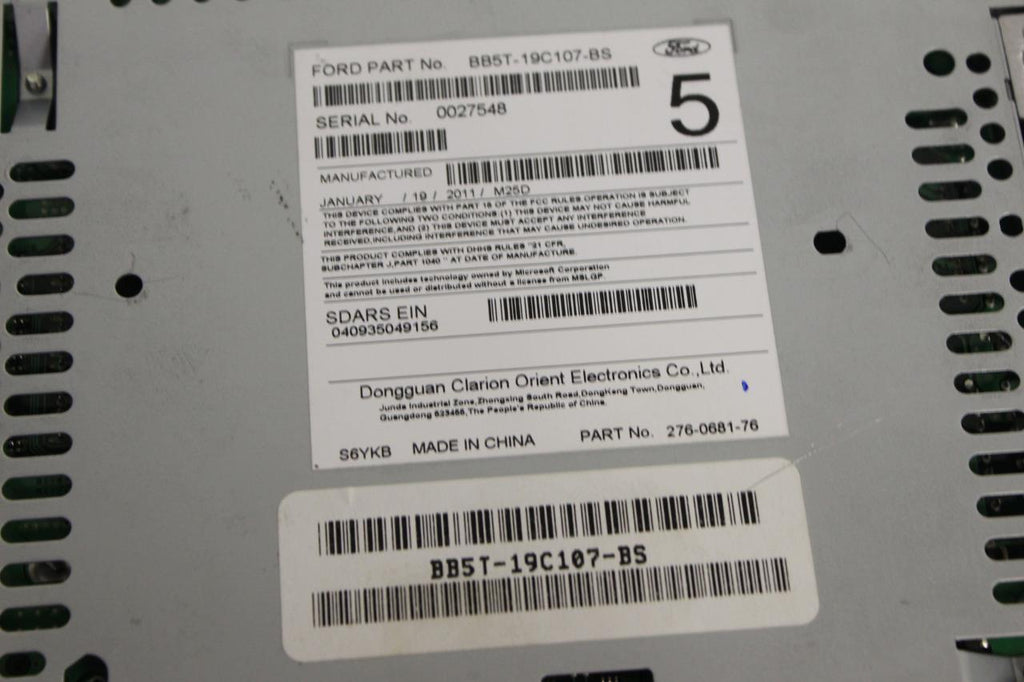 FORD PART No. BB5T-19C107-BS
Ford
SERIAL No. 0027548
5
MANUFACTURED
JANUARY / 19 / 2011 / M25D
THIS DEVICE COMPLIES WITH PART 15 OF THE FCC RULES.OPERATION IS SUBJECT
TO THE FOLLOWING TWO CONDITIONS (1) THIS DEVICE MAY NOT CAUSE HARMFUL
INTERFERENCE,AND (2) THIS DEVICE MUST ACCEPT ANY INTERFERENCE
RECEIVED,INCLUDING INTERFERENCE THAT MAY CAUSE UNDESIRED OPERATION.
THIS PRODUCT COMPLIES WITH DHHS RULES "21 CFR,
SUBCHAPTER J,PART 1040 " AT DATE OF MANUFACTURE.
This product includes technology owned by Microsoft Corporation
and cannot be used or distributed without a license from MSLGP.
SDARS EIN
040935049156
Dongguan Clarion Orient Electronics Co.,Ltd.
Junda Industrial Zone,Zhongxing South Road,DongKeng Town,Dongguan,
Guangdong 523455,The People's Republic of China.
S6YKB MADE IN CHINA PART No. 276-0681-76
BB5T-19C107-BS